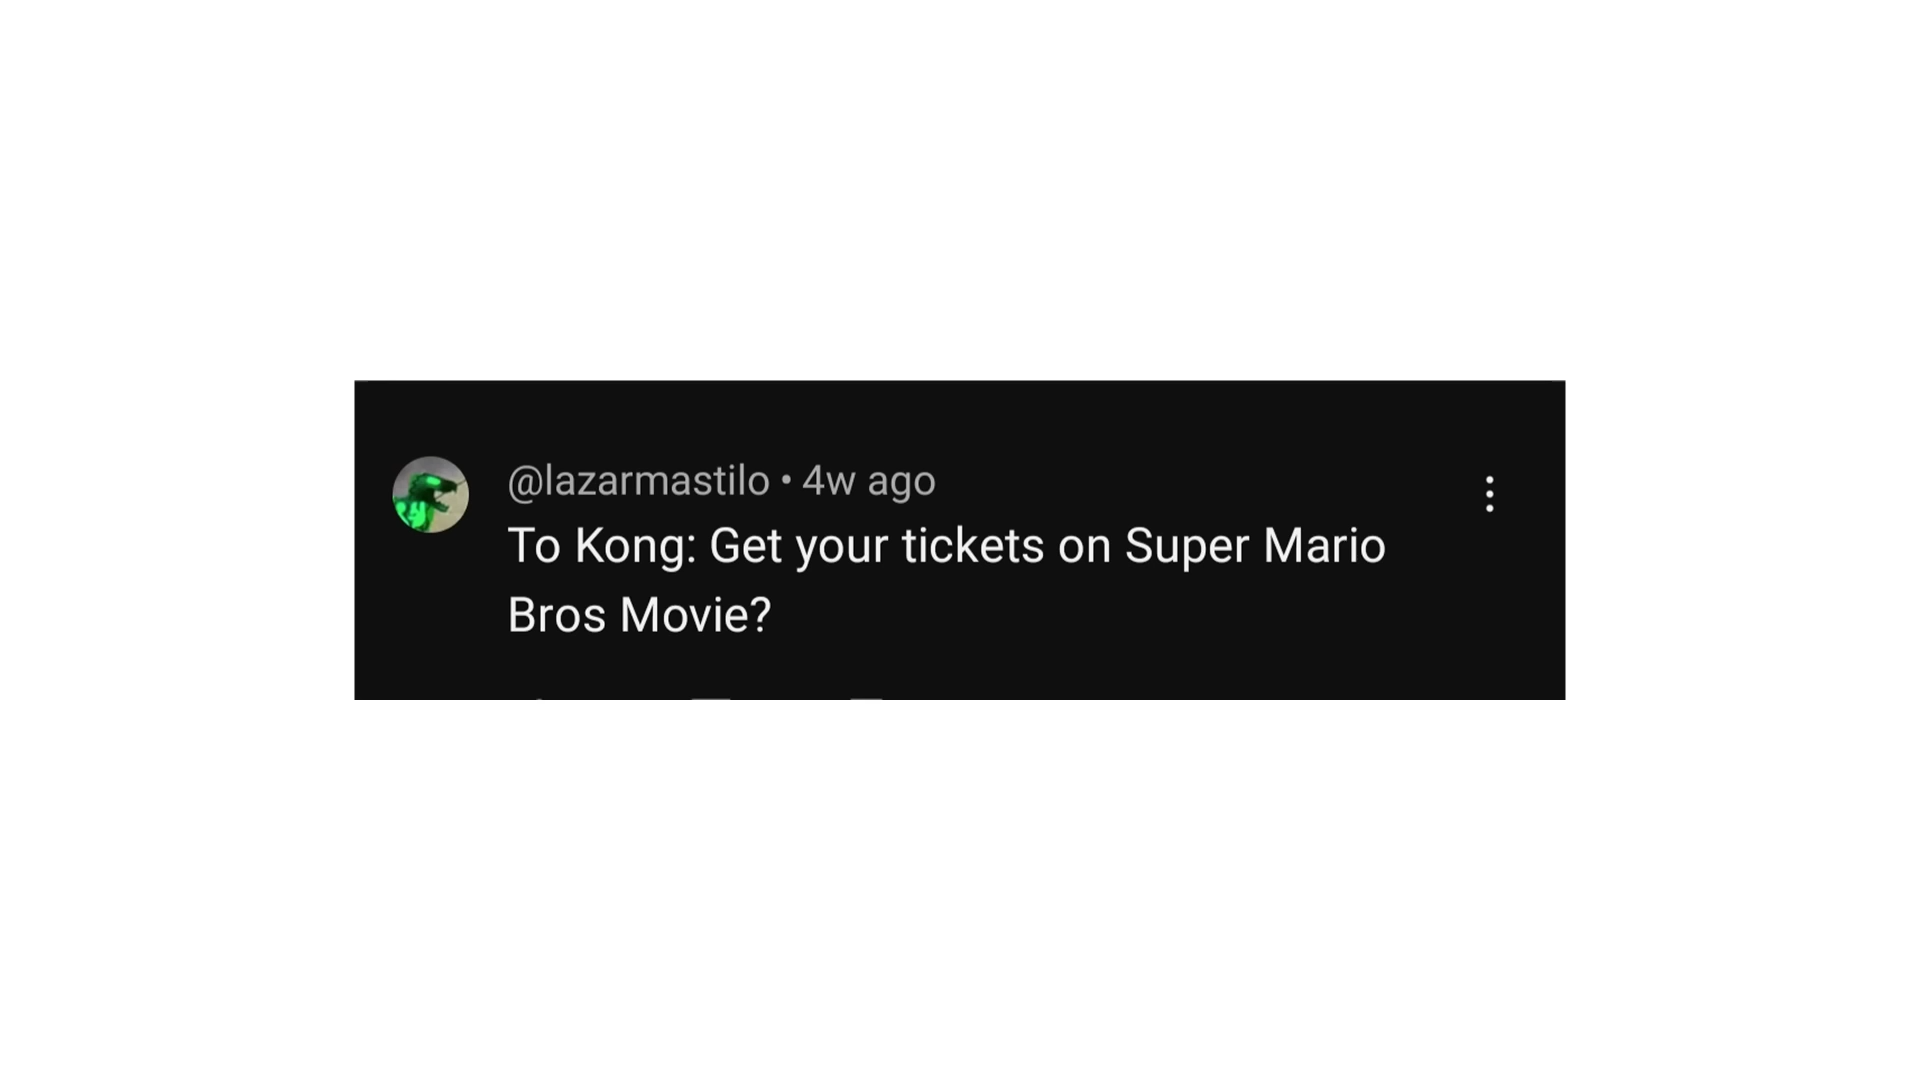 @lazarmastilo • 4w ago
To Kong: Get your tickets on Super Mario
Bros Movie?